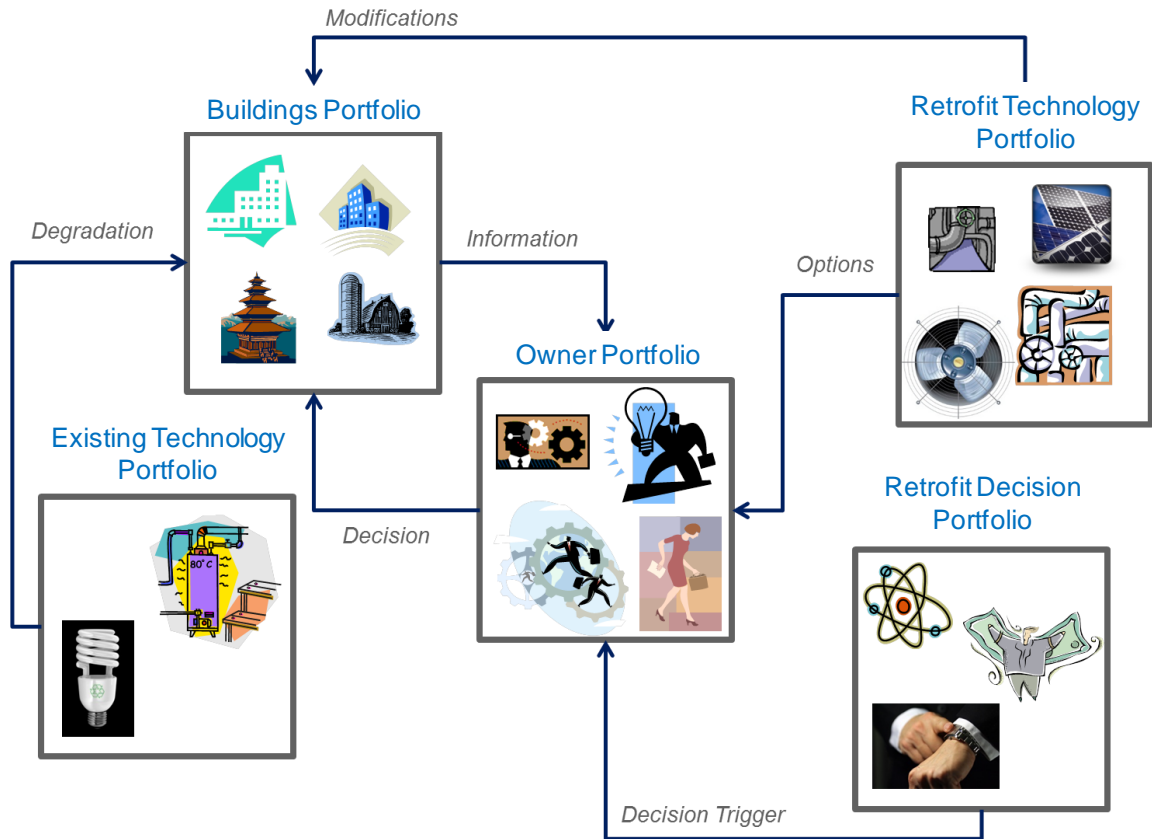 Modifications
Buildings Portfolio
Retrofit Technology
Portfolio
Degradation
Information
Options
Owner Portfolio
Existing Technology
Portfolio
80°C
Decision
Retrofit Decision
Portfolio
Decision Trigger